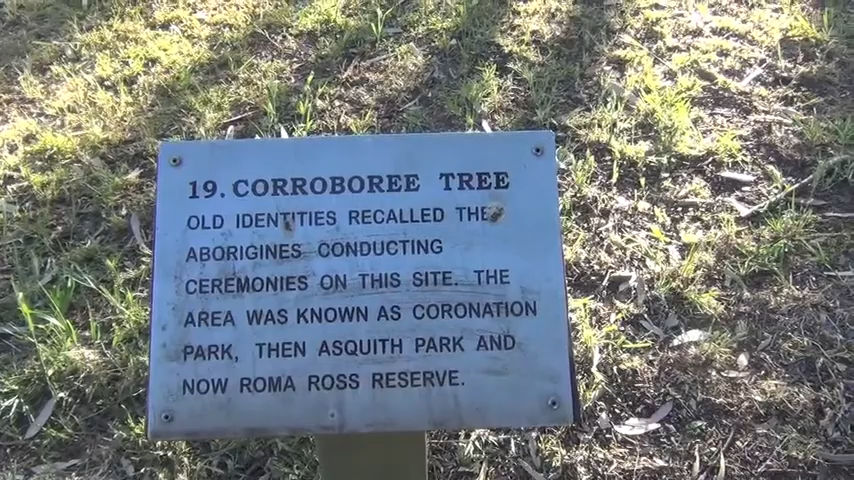 19. CORROBOREE TREE
OLD IDENTITIES RECALLED THE
ABORIGINES CONDUCTING
CEREMONIES ON THIS SITE. THE
AREA WAS KNOWN AS CORONATION
PARK, THEN ASQUITH PARK AND
NOW ROMA ROSS RESERVE.